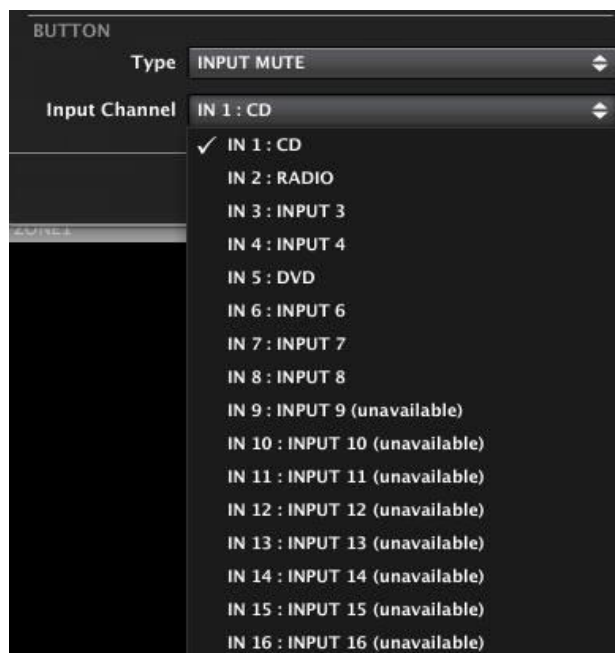 BUTTON
Type INPUT MUTE
Input Channel IN 1 : CD
✓ IN 1 : CD
IN 2 : RADIO
IN 3 : INPUT 3
ZONE1
IN 4 : INPUT 4
IN 5 : DVD
IN 6 : INPUT 6
IN 7 : INPUT 7
IN 8 : INPUT 8
IN 9 : INPUT 9 (unavailable)
IN 10 : INPUT 10 (unavailable)
IN 11 : INPUT 11 (unavailable)
IN 12 : INPUT 12 (unavailable)
IN 13 : INPUT 13 (unavailable)
IN 14 : INPUT 14 (unavailable)
IN 15 : INPUT 15 (unavailable)
IN 16 : INPUT 16 (unavailable)